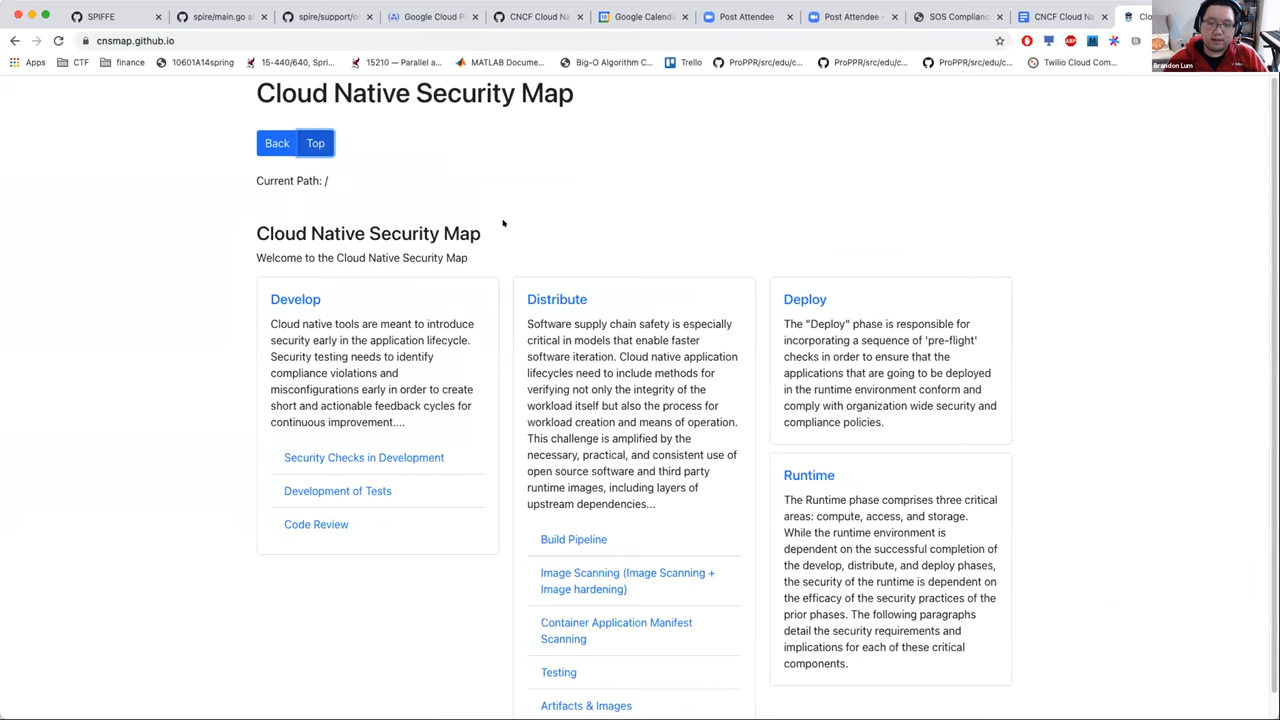 SPIFFE
spire/main.go a
spire/support/o
Google Cloud P
CNCF Cloud Na
Google Calenda
Post Attendee
Post Attendee -
SOS Complianc
CNCF Cloud N
Clo
cnsmap.github.io
Brandon Lum
Apps
CTF
finance
10601A14spring
15-440/640, Spri...
15210 — Parallel a...
MATLAB Docume...
Big-O Algorithm C...
Trello
ProPPR/src/edu/c...
ProPPR/src/edu/c...
ProPPR/src/edu/c...
Twilio Cloud Com...
Cloud Native Security Map
Back
Top
Current Path: /
Cloud Native Security Map
Welcome to the Cloud Native Security Map
Develop
Cloud native tools are meant to introduce
security early in the application lifecycle.
Security testing needs to identify
compliance violations and
misconfigurations early in order to create
short and actionable feedback cycles for
continuous improvement....
Security Checks in Development
Development of Tests
Code Review
Distribute
Software supply chain safety is especially
critical in models that enable faster
software iteration. Cloud native application
lifecycles need to include methods for
verifying not only the integrity of the
workload itself but also the process for
workload creation and means of operation.
This challenge is amplified by the
necessary, practical, and consistent use of
open source software and third party
runtime images, including layers of
upstream dependencies...
Build Pipeline
Image Scanning (Image Scanning +
Image hardening)
Container Application Manifest
Scanning
Testing
Artifacts & Images
Deploy
The "Deploy" phase is responsible for
incorporating a sequence of 'pre-flight'
checks in order to ensure that the
applications that are going to be deployed
in the runtime environment conform and
comply with organization wide security and
compliance policies.
Runtime
The Runtime phase comprises three critical
areas: compute, access, and storage.
While the runtime environment is
dependent on the successful completion of
the develop, distribute, and deploy phases,
the security of the runtime is dependent on
the efficacy of the security practices of the
prior phases. The following paragraphs
detail the security requirements and
implications for each of these critical
components.